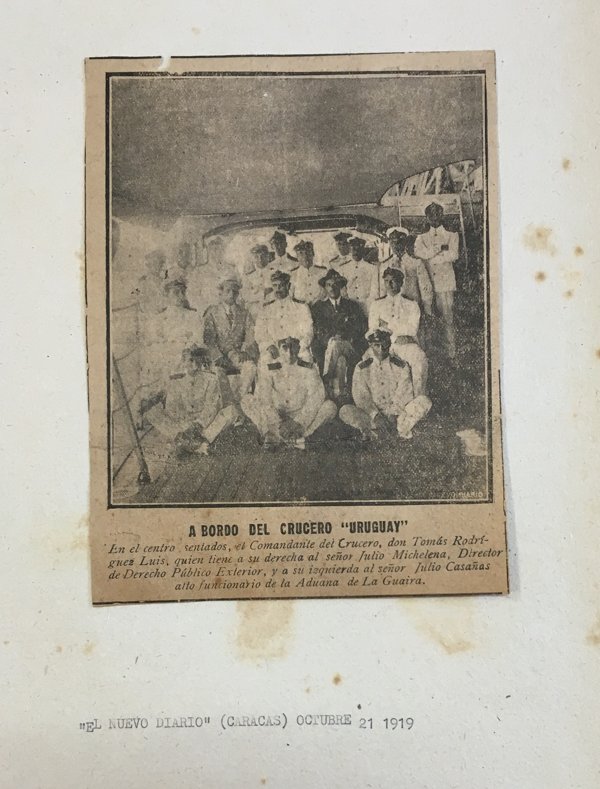 DIARIO
A BORDO DEL CRUCERO "URUGUAY"
En el centro, sentados, el Comandante del Crucero, don Tomás Rodrí-
guez Luis, quien tiene a su derecha al señor Julio Michelena, Director
de Derecho Público Exterior, y a su izquierda al señor Julio Casañas
alto funcionario de la Aduana de La Guaira.
"EL NUEVO DIARIO" (CARACAS) OCTUBRE 21 1919